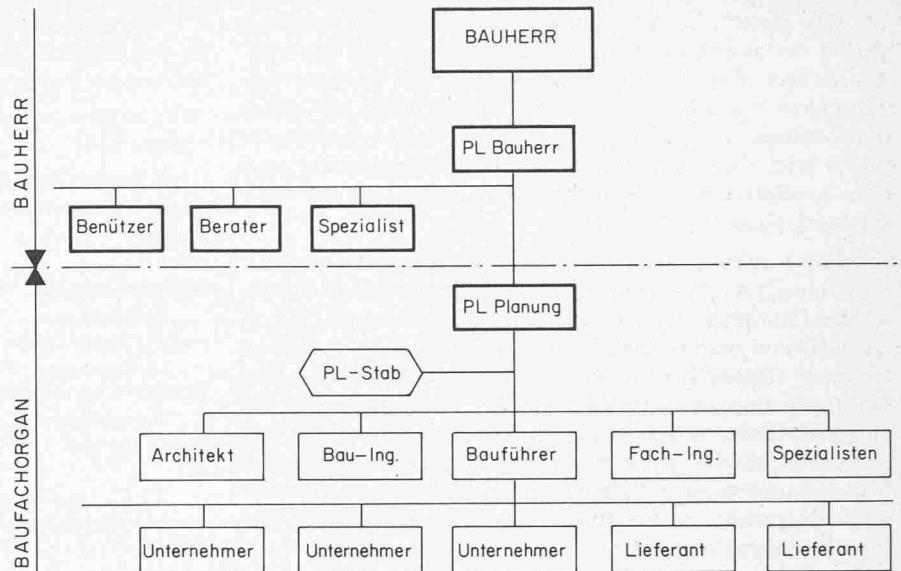 BAUHERR
BAUHERR
PL Bauherr
Benützer
Berater
Spezialist
PL Planung
PL-Stab
BAUFACHORGAN
Architekt
Bau-Ing.
Bauführer
Fach-Ing.
Spezialisten
Unternehmer
Unternehmer
Unternehmer
Lieferant
Lieferant